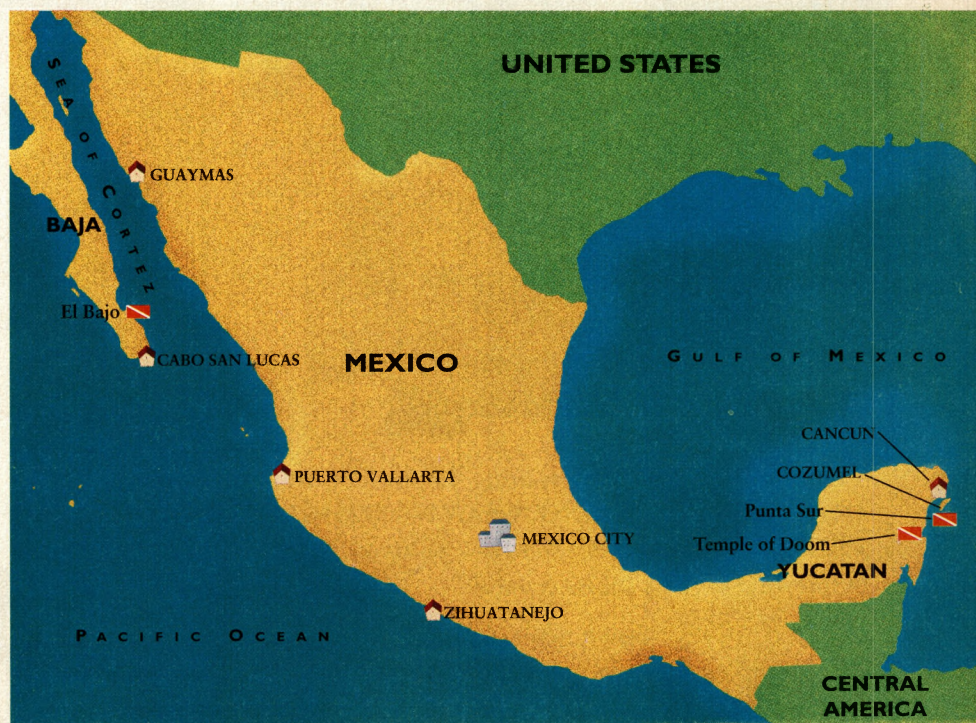 UNITED STATES
SEA OF CORTEZ
GUAYMAS
BAJA
El Bajo
CABO SAN LUCAS
MEXICO
GULF OF MEXICO
CANCUN
COZUMEL
PUERTO VALLARTA
Punta Sur
MEXICO CITY
Temple of Doom
YUCATAN
ZIHUATANEJO
PACIFIC OCEAN
CENTRAL
AMERICA